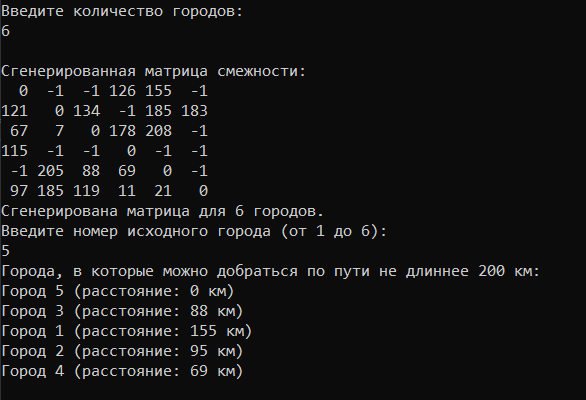 Введите количество городов:
6
Сгенерированная матрица смежности:
0 -1 -1 126 155 -1
121 0 134 -1 185 183
67 7 0 178 208 -1
115 -1 -1 0 -1 -1
-1 205 88 69 0 -1
97 185 119 11 21 0
Сгенерирована матрица для 6 городов.
Введите номер исходного города (от 1 до 6):
5
Города, в которые можно добраться по пути не длиннее 200 км:
Город 5 (расстояние: 0 км)
Город 3 (расстояние: 88 км)
Город 1 (расстояние: 155 км)
Город 2 (расстояние: 95 км)
Город 4 (расстояние: 69 км)